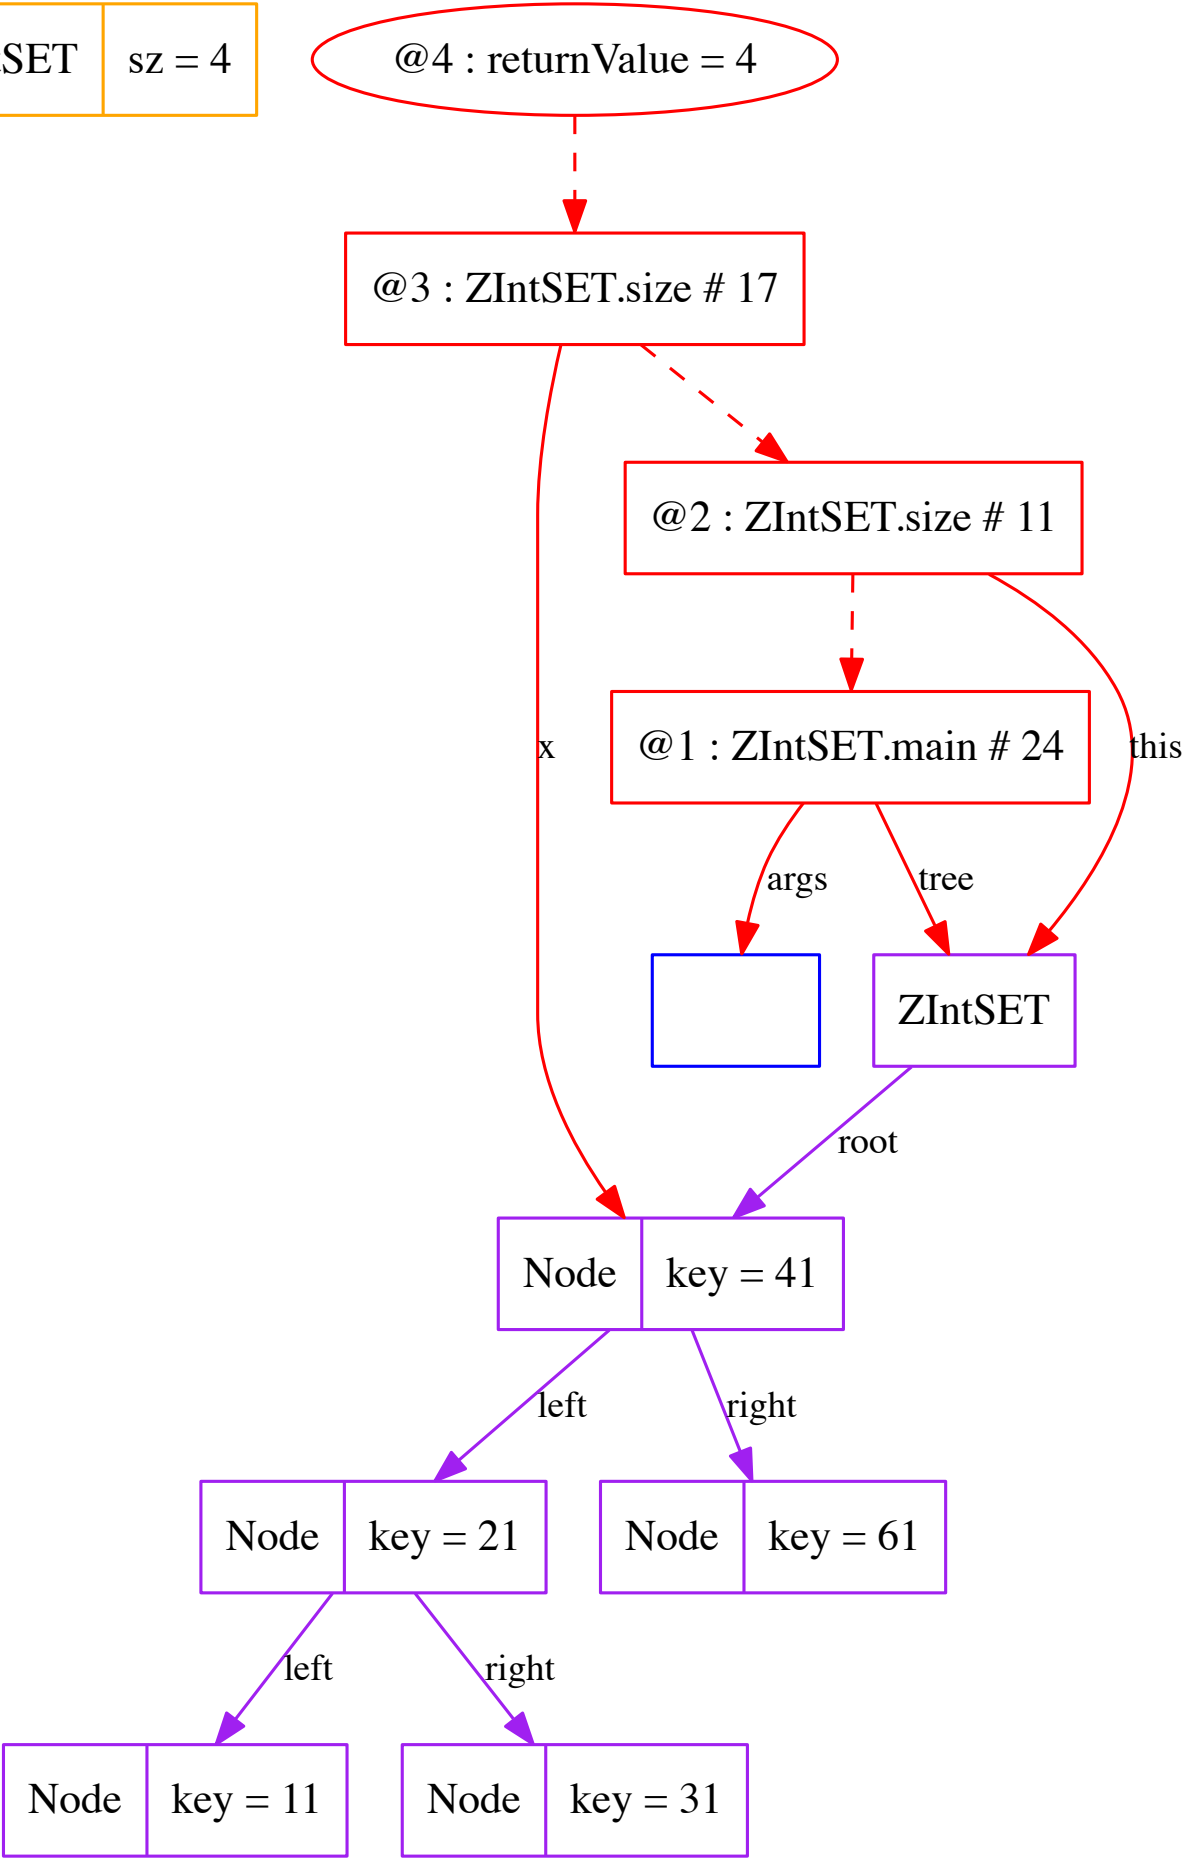 SET
sz = 4
@4 : returnValue = 4
@3 : ZIntSET.size # 17
@2 : ZIntSET.size # 11
x
@1 : ZIntSET.main # 24
this
args
tree
ZIntSET
root
Node
key = 41
left
right
Node
key = 21
Node
key = 61
left
right
Node
key = 11
Node
key = 31